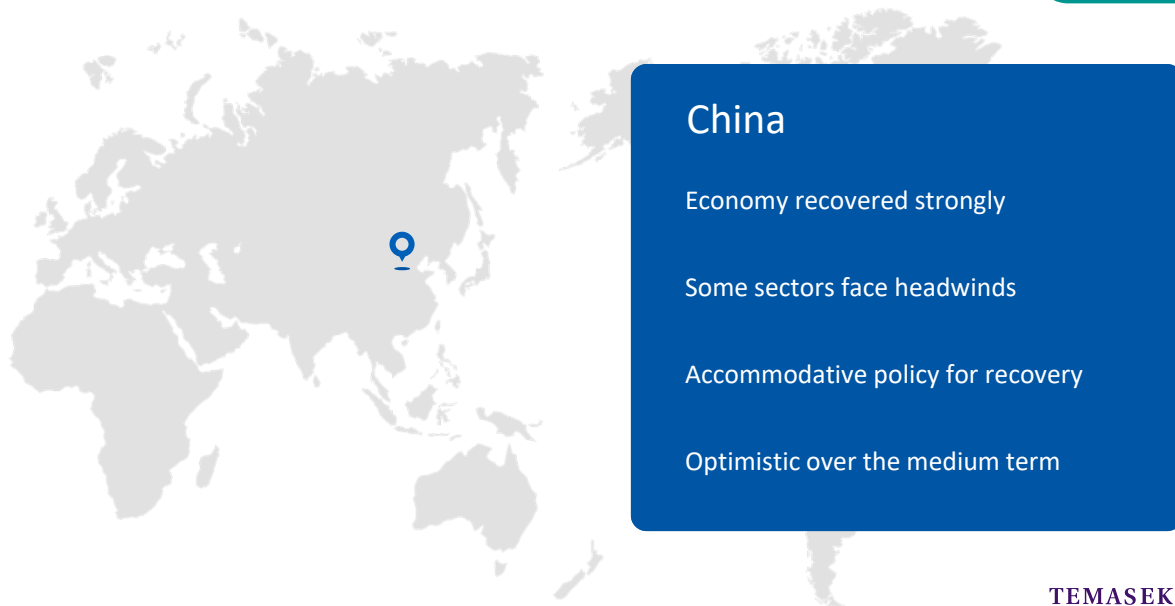 China
Economy recovered strongly
Some sectors face headwinds
Accommodative policy for recovery
Optimistic over the medium term
TEMASEK